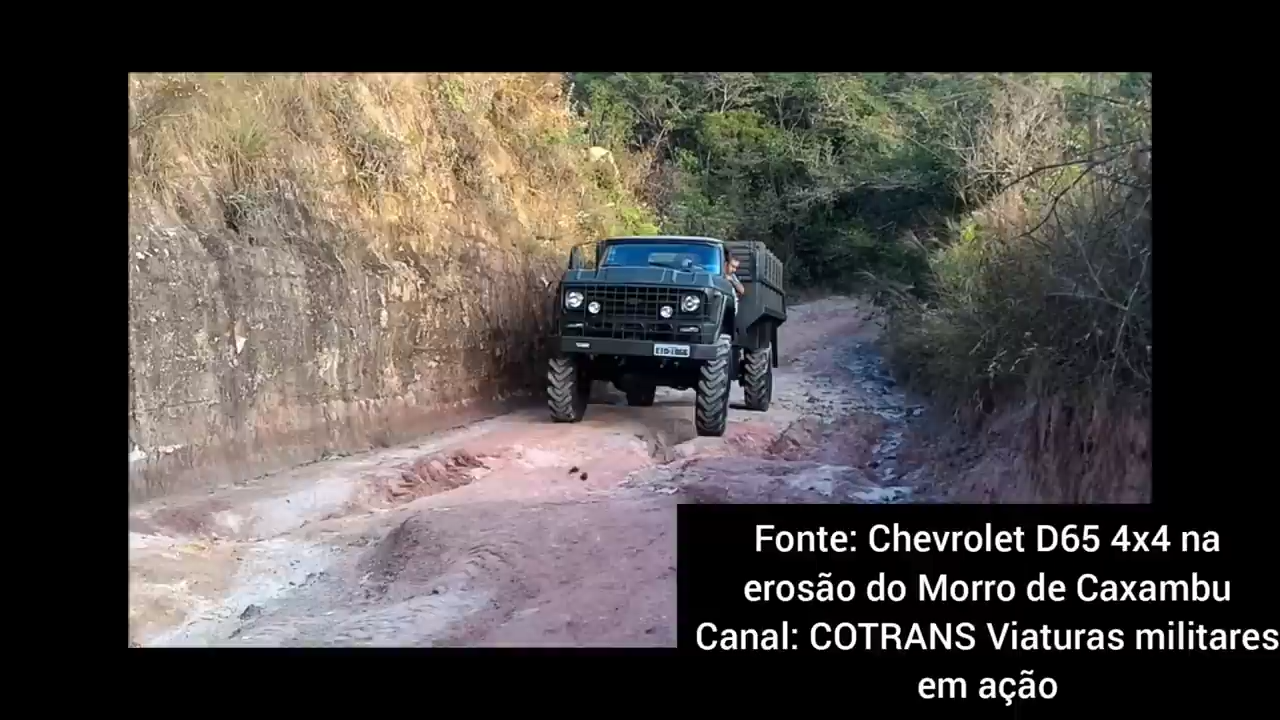 Fonte: Chevrolet D65 4x4 na
erosão do Morro de Caxambu
Canal: COTRANS Viaturas militares
em ação